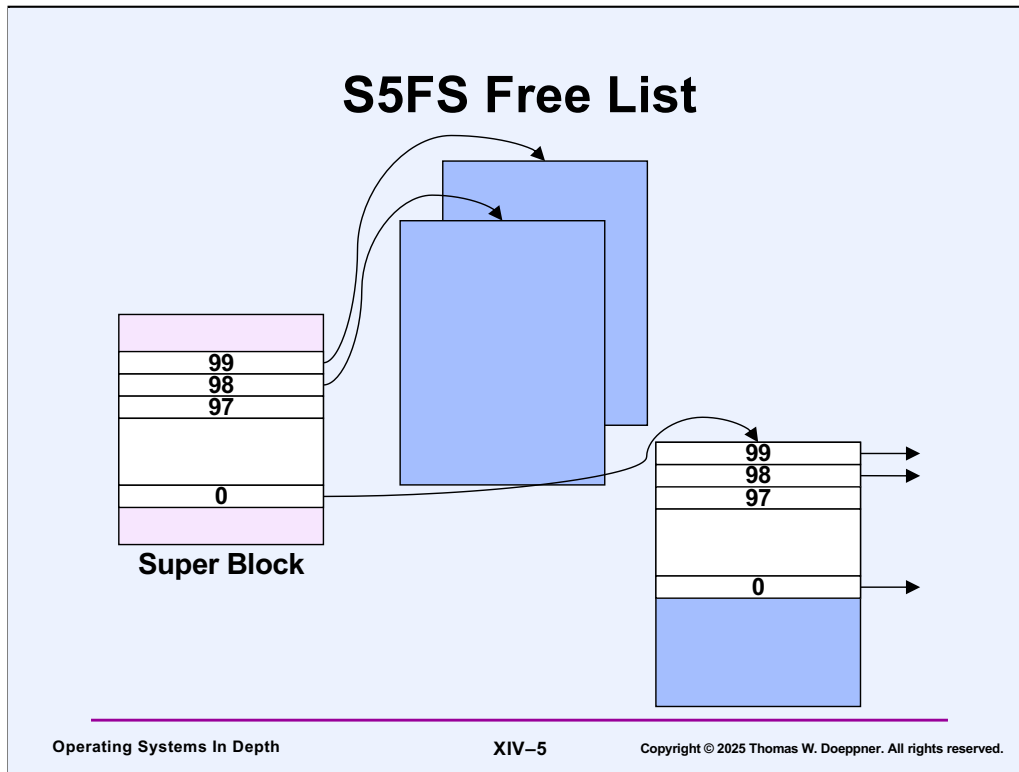 S5FS Free List
99
98
97
0
Super Block
99
98
97
0
Operating Systems In Depth
XIV–5
Copyright © 2025 Thomas W. Doeppner. All rights reserved.